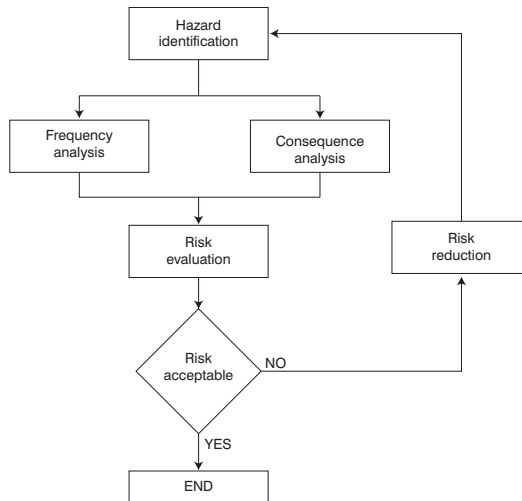 Hazard
identification
Frequency
analysis
Consequence
analysis
Risk
evaluation
Risk
reduction
Risk
acceptable
NO
YES
END